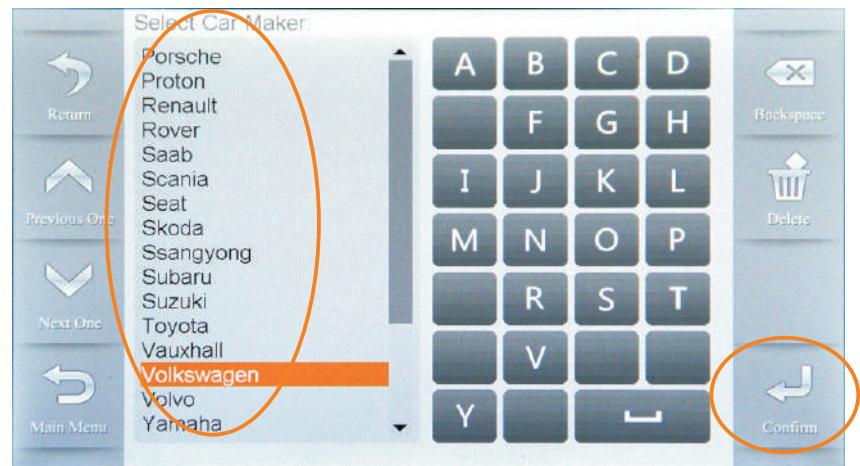 Select Car Maker:
Porsche
Proton
Renault
Rover
Saab
Scania
Seat
Skoda
Ssangyong
Subaru
Suzuki
Toyota
Vauxhall
Volkswagen
Volvo
Yamaha
Return
Previous One
Next One
Main Menu
A B C D
F G H
I J K L
M N O P
R S T
V
Y
Backspace
Delete
Confirm